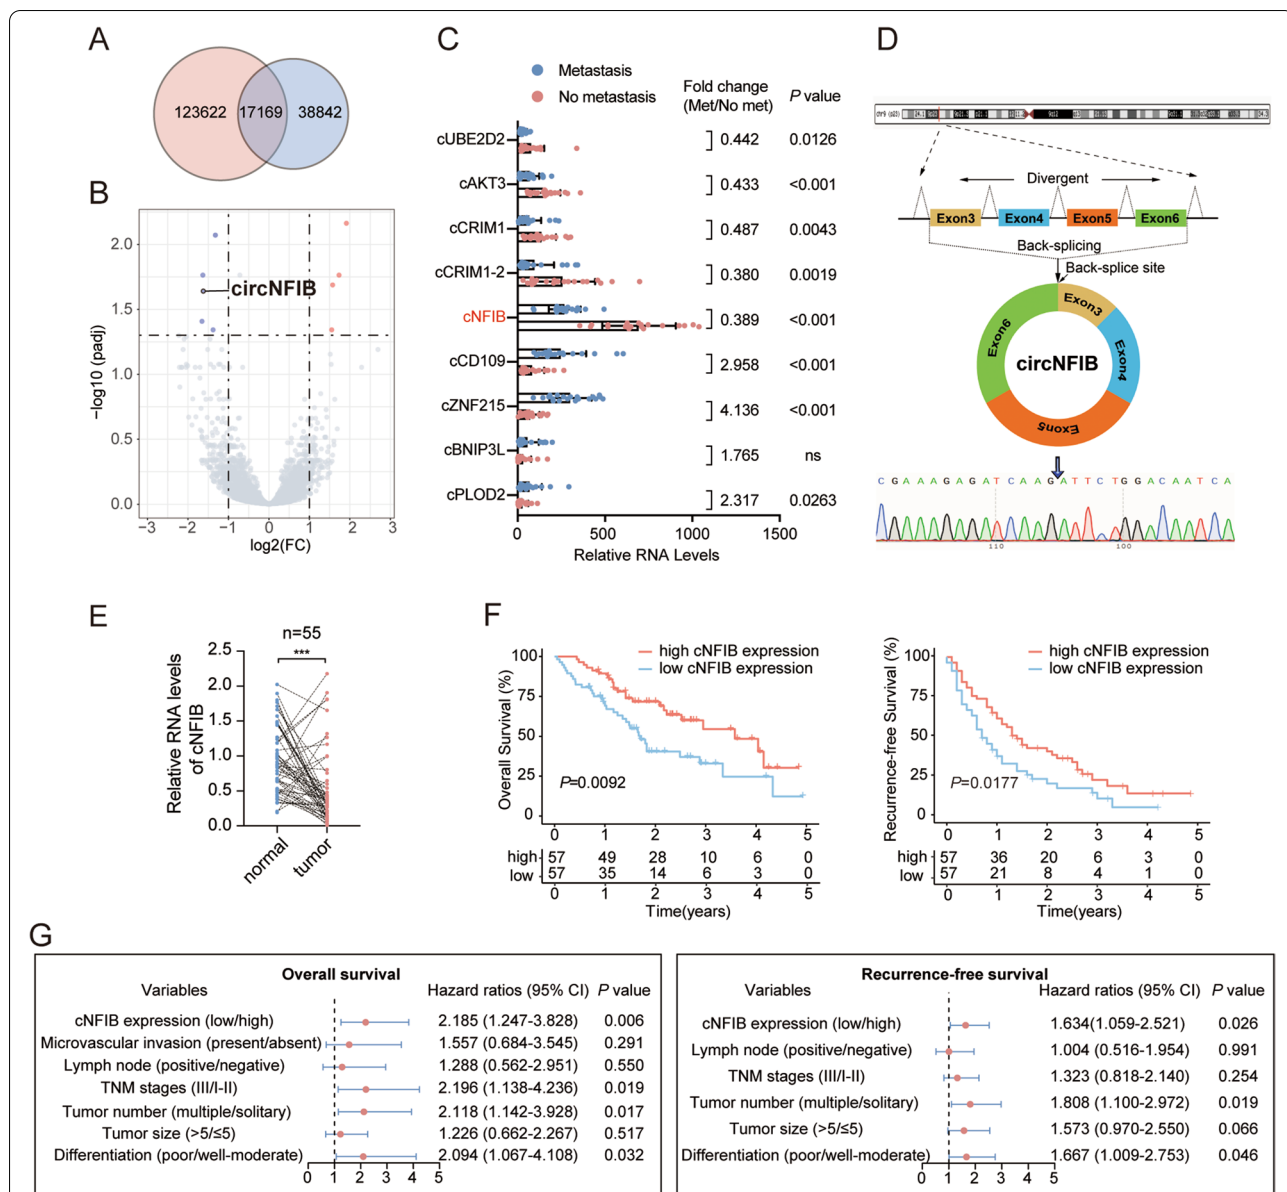 A
123622 17169 38842
B
2.0
1.5
1.0
0.5
0.0
−log10 (padj)
circNFIB
−3 −2 −1 0 1 2 3
log2(FC)
C
Metastasis
No metastasis
Fold change
(Met/No met)
P value
cUBE2D2 0.442 0.0126
cAKT3 0.433 <0.001
cCRIM1 0.487 0.0043
cCRIM1-2 0.380 0.0019
cNFIB 0.389 <0.001
cCD109 2.958 <0.001
cZNF215 4.136 <0.001
cBNIP3L 1.765 ns
cPLOD2 2.317 0.0263
0 500 1000 1500
Relative RNA Levels
D
chr9 (p23)
Divergent
Exon3 Exon4 Exon5 Exon6
Back-splicing
Back-splice site
Exon3
Exon4
Exon5
Exon6
circNFIB
C G A A A G A G A T C A A G A T T C T G G A C A A T C A
110 100
E
n=55
***
2.5
2.0
1.5
1.0
0.5
0.0
Relative RNA levels
of cNFIB
normal
tumor
F
high cNFIB expression
low cNFIB expression
100
75
50
25
0
Overall Survival (%)
P=0.0092
0 1 2 3 4 5
high 57 49 28 10 6 0
low 57 35 14 6 3 0
0 1 2 3 4 5
Time(years)
high cNFIB expression
low cNFIB expression
100
75
50
25
0
Recurrence-free Survival (%)
P=0.0177
0 1 2 3 4 5
high 57 36 20 6 3 0
low 57 21 8 4 1 0
0 1 2 3 4 5
Time(years)
G
Overall survival
Variables Hazard ratios (95% CI) P value
cNFIB expression (low/high) 2.185 (1.247-3.828) 0.006
Microvascular invasion (present/absent) 1.557 (0.684-3.545) 0.291
Lymph node (positive/negative) 1.288 (0.562-2.951) 0.550
TNM stages (III/I-II) 2.196 (1.138-4.236) 0.019
Tumor number (multiple/solitary) 2.118 (1.142-3.928) 0.017
Tumor size (>5/≤5) 1.226 (0.662-2.267) 0.517
Differentiation (poor/well-moderate) 2.094 (1.067-4.108) 0.032
0 1 2 3 4 5
Recurrence-free survival
Variables Hazard ratios (95% CI) P value
cNFIB expression (low/high) 1.634(1.059-2.521) 0.026
Lymph node (positive/negative) 1.004 (0.516-1.954) 0.991
TNM stages (III/I-II) 1.323 (0.818-2.140) 0.254
Tumor number (multiple/solitary) 1.808 (1.100-2.972) 0.019
Tumor size (>5/≤5) 1.573 (0.970-2.550) 0.066
Differentiation (poor/well-moderate) 1.667 (1.009-2.753) 0.046
0 1 2 3 4 5